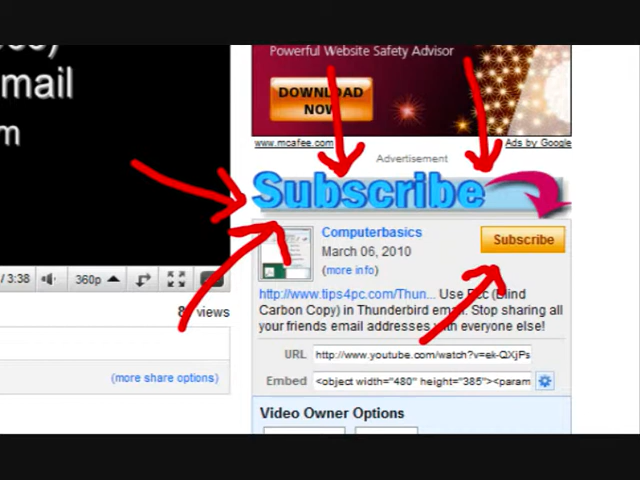 mail
m
Powerful Website Safety Advisor
DOWNLOAD
NOW
www.mcafee.com
Ads by Google
Advertisement
Subscribe
Computerbasics
March 06, 2010
(more info)
Subscribe
http://www.tips4pc.com/Thun... Use Bcc (Blind
Carbon Copy) in Thunderbird email. Stop sharing all
your friends email addresses with everyone else!
/ 3:38
360p
views
(more share options)
URL
http://www.youtube.com/watch?v=ek-QXjPs
Embed
<object width="480" height="385"><param
Video Owner Options